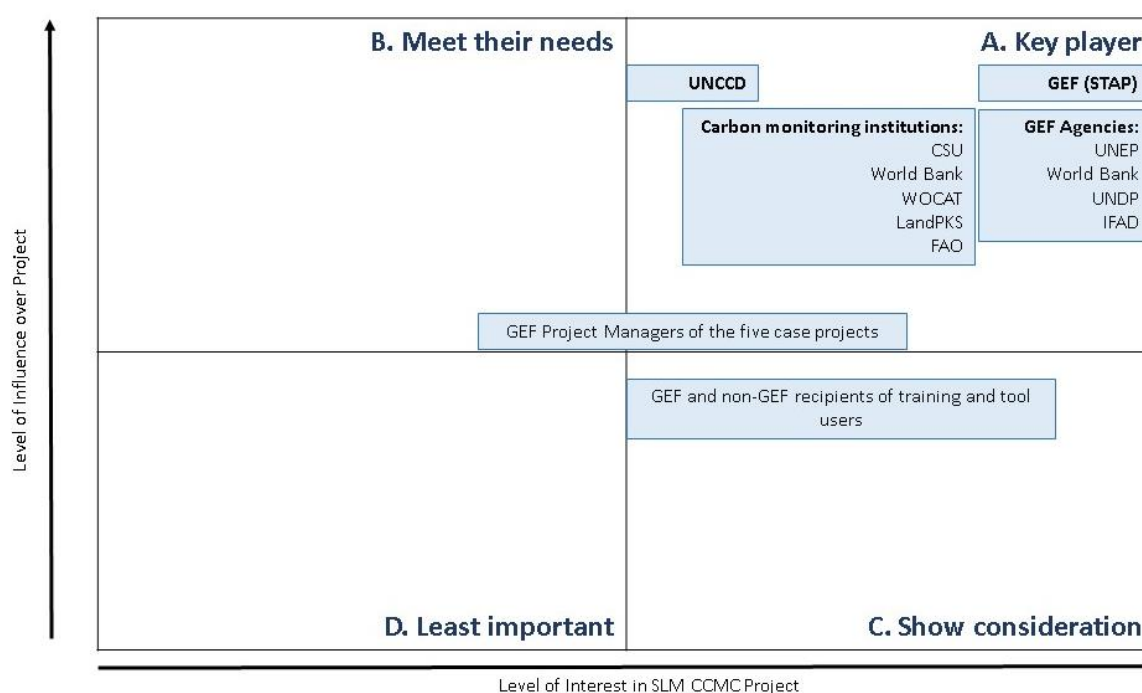 B. Meet their needs
A. Key player
UNCCD
GEF (STAP)
Carbon monitoring institutions:
CSU
World Bank
WOCAT
LandPKS
FAO
GEF Agencies:
UNEP
World Bank
UNDP
IFAD
Level of Influence over Project
GEF Project Managers of the five case projects
GEF and non-GEF recipients of training and tool
users
D. Least important
C. Show consideration
Level of Interest in SLM CCMC Project